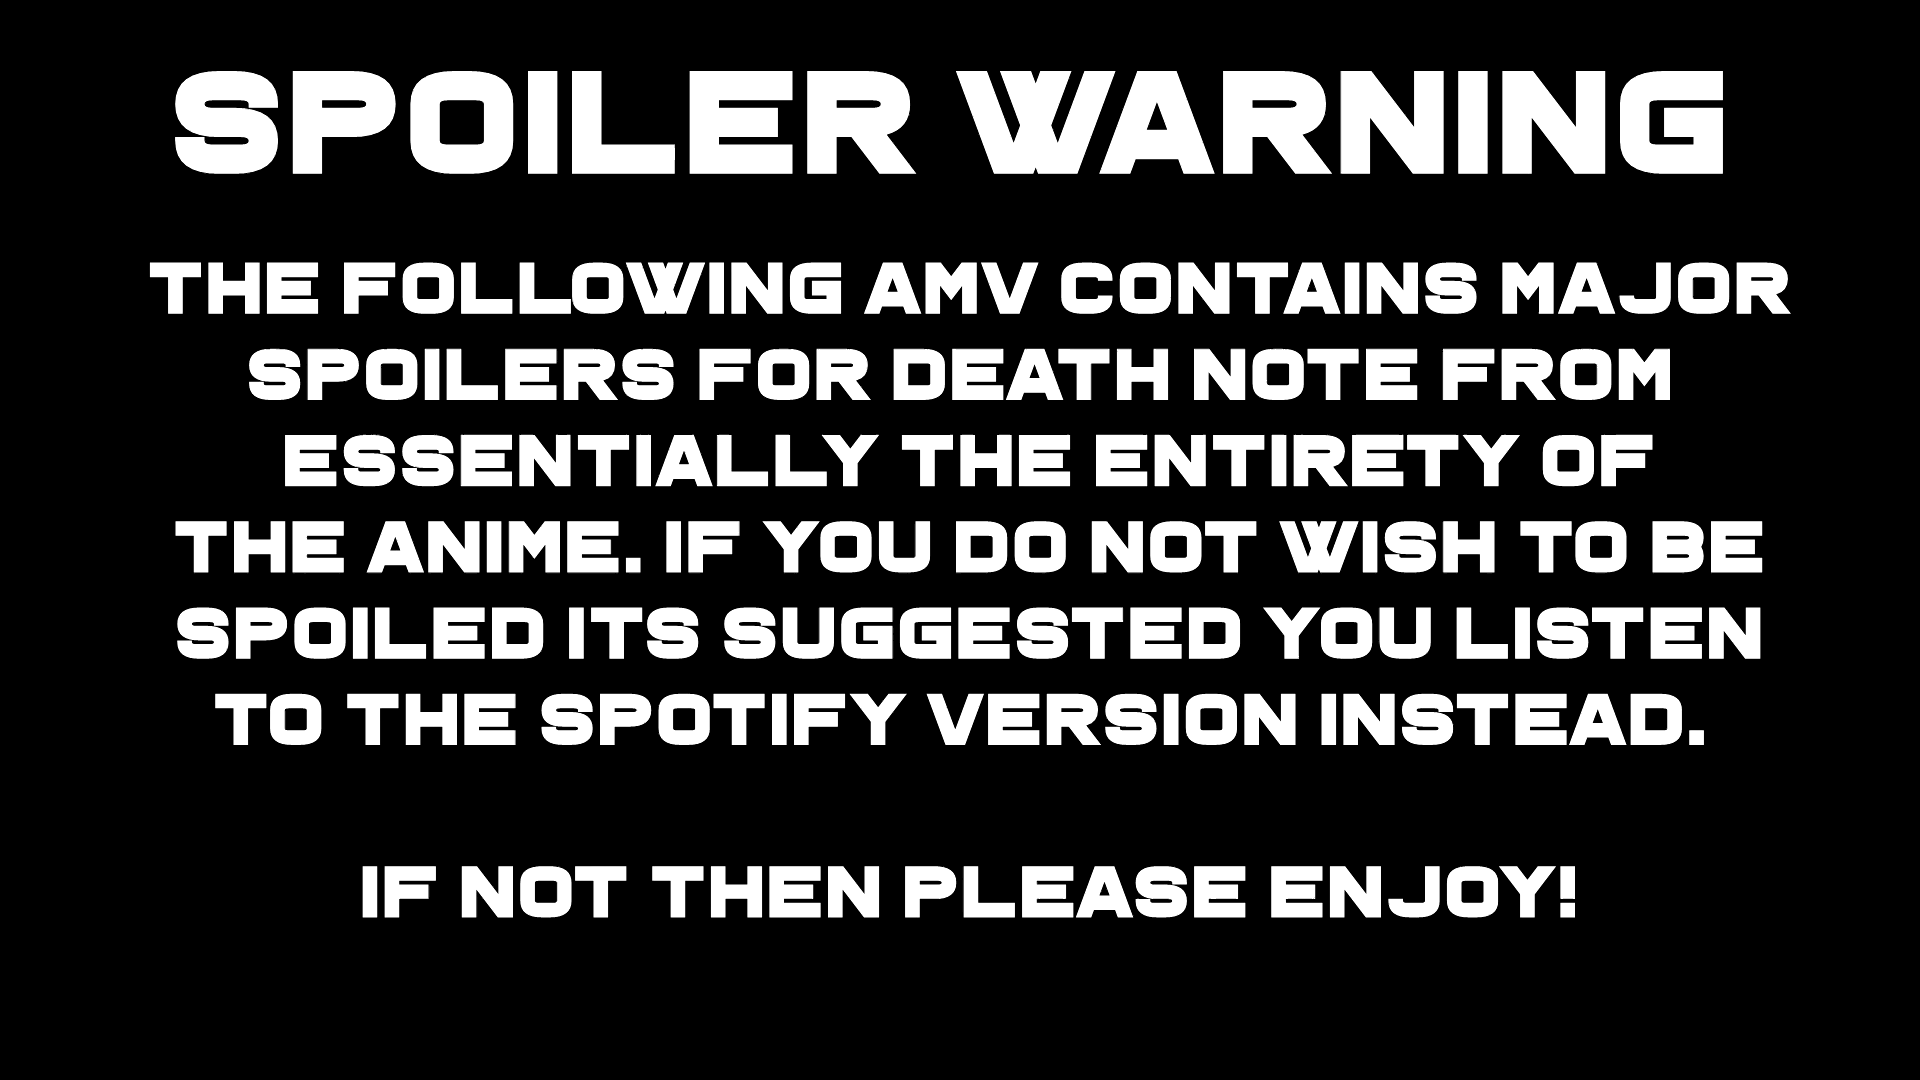 SPOILER WARNING
THE FOLLOWING AMV CONTAINS MAJOR
SPOILERS FOR DEATH NOTE FROM
ESSENTIALLY THE ENTIRETY OF
THE ANIME. IF YOU DO NOT WISH TO BE
SPOILED ITS SUGGESTED YOU LISTEN
TO THE SPOTIFY VERSION INSTEAD.
IF NOT THEN PLEASE ENJOY!